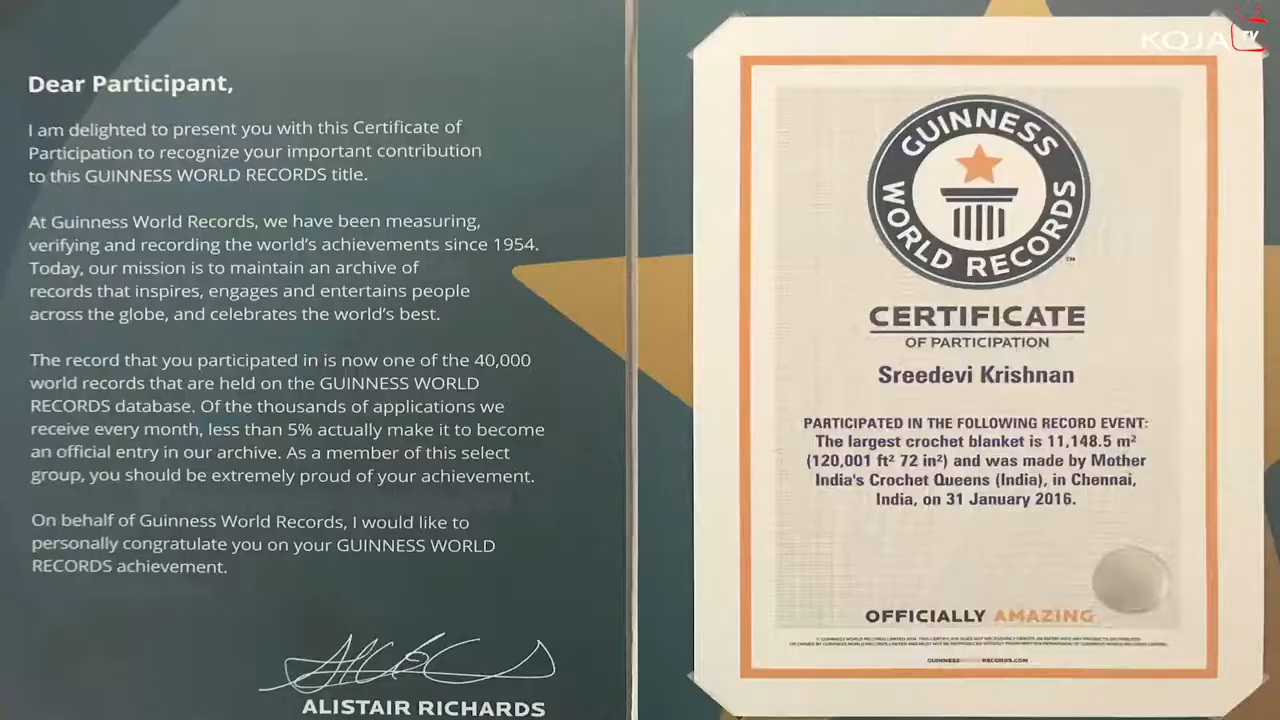 Dear Participant,
I am delighted to present you with this Certificate of
Participation to recognize your important contribution
to this GUINNESS WORLD RECORDS title.
At Guinness World Records, we have been measuring,
verifying and recording the world's achievements since 1954.
Today, our mission is to maintain an archive of
records that inspires, engages and entertains people
across the globe, and celebrates the world's best.
The record that you participated in is now one of the 40,000
world records that are held on the GUINNESS WORLD
RECORDS database. Of the thousands of applications we
receive every month, less than 5% actually make it to become
an official entry in our archive. As a member of this select
group, you should be extremely proud of your achievement.
On behalf of Guinness World Records, I would like to
personally congratulate you on your GUINNESS WORLD
RECORDS achievement.
ALISTAIR RICHARDS
KOJA TV
GUINNESS
WORLD RECORDS
™
CERTIFICATE
OF PARTICIPATION
Sreedevi Krishnan
PARTICIPATED IN THE FOLLOWING RECORD EVENT:
The largest crochet blanket is 11,148.5 m²
(120,001 ft² 72 in²) and was made by Mother
India's Crochet Queens (India), in Chennai,
India, on 31 January 2016.
OFFICIALLY AMAZING
GUINNESS RECORDS.COM